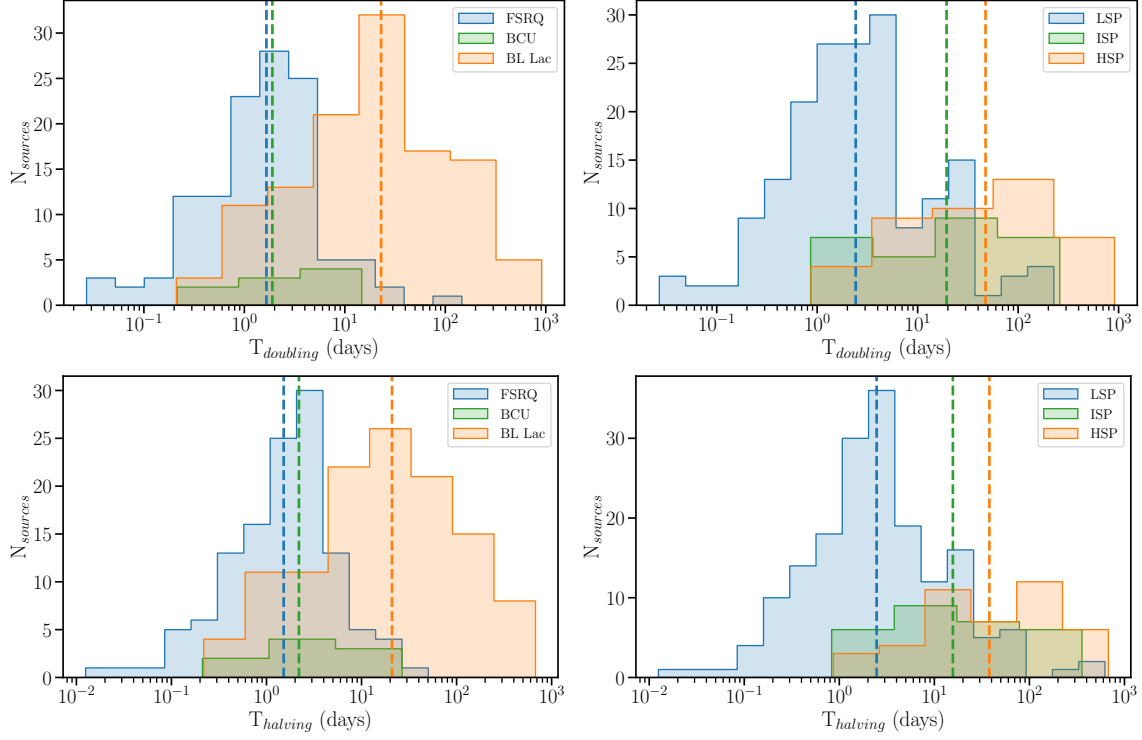 30
25
20
15
10
5
0
N_sources
10^-1 10^0 10^1 10^2 10^3
T_doubling (days)
FSRQ
BCU
BL Lac
30
25
20
15
10
5
0
N_sources
10^-1 10^0 10^1 10^2 10^3
T_doubling (days)
LSP
ISP
HSP
30
25
20
15
10
5
0
N_sources
10^-2 10^-1 10^0 10^1 10^2 10^3
T_halving (days)
FSRQ
BCU
BL Lac
30
20
10
0
N_sources
10^-2 10^-1 10^0 10^1 10^2 10^3
T_halving (days)
LSP
ISP
HSP